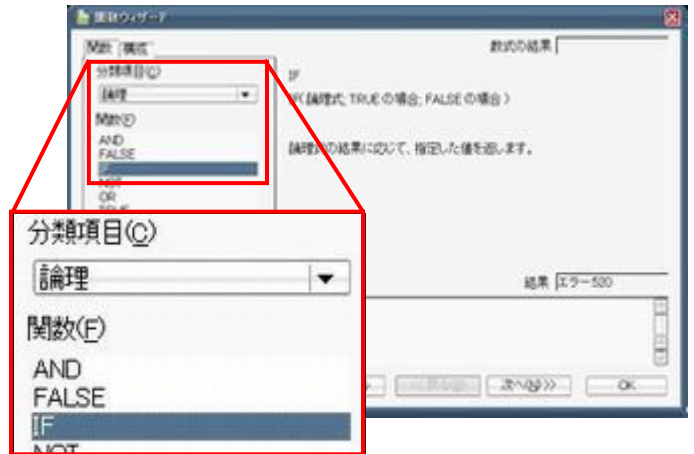 関数ウィザード
関数 構成
数式の結果
分類項目(C)
論理
関数(F)
AND
FALSE
IF
NOT
OR
IF
IF( 論理式; TRUE の場合; FALSE の場合 )
論理式の結果に応じて、指定した値を返します。
結果 エラー520
次へ(N)>>
OK
分類項目(C)
論理
関数(F)
AND
FALSE
IF
NOT